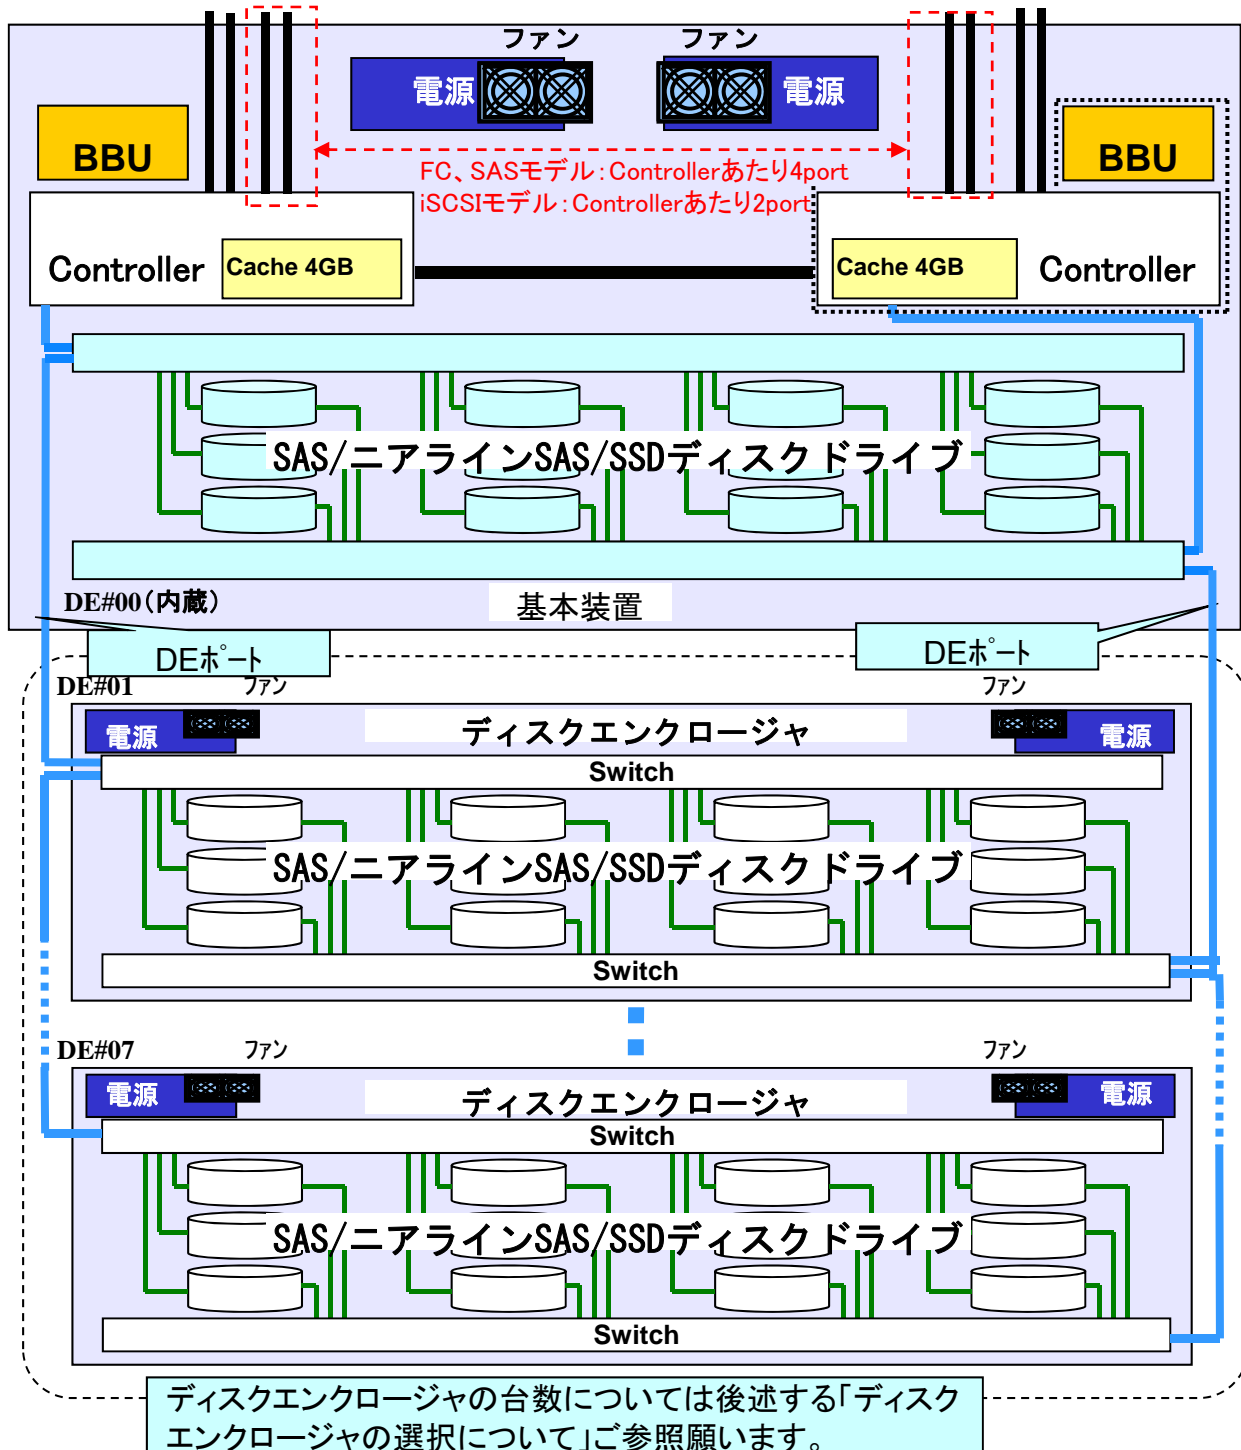 ファン
ファン
電源
電源
BBU
BBU
FC、SASモデル：Controllerあたり4port
iSCSIモデル：Controllerあたり2port
Controller
Cache 4GB
Cache 4GB
Controller
SAS/ニアラインSAS/SSDディスクドライブ
DE#00（内蔵）
基本装置
DEポート
DEポート
DE#01
ファン
ファン
電源
ディスクエンクロージャ
電源
Switch
SAS/ニアラインSAS/SSDディスクドライブ
Switch
DE#07
ファン
ファン
電源
ディスクエンクロージャ
電源
Switch
SAS/ニアラインSAS/SSDディスクドライブ
Switch
ディスクエンクロージャの台数については後述する「ディスク
エンクロージャの選択について」ご参照願います。